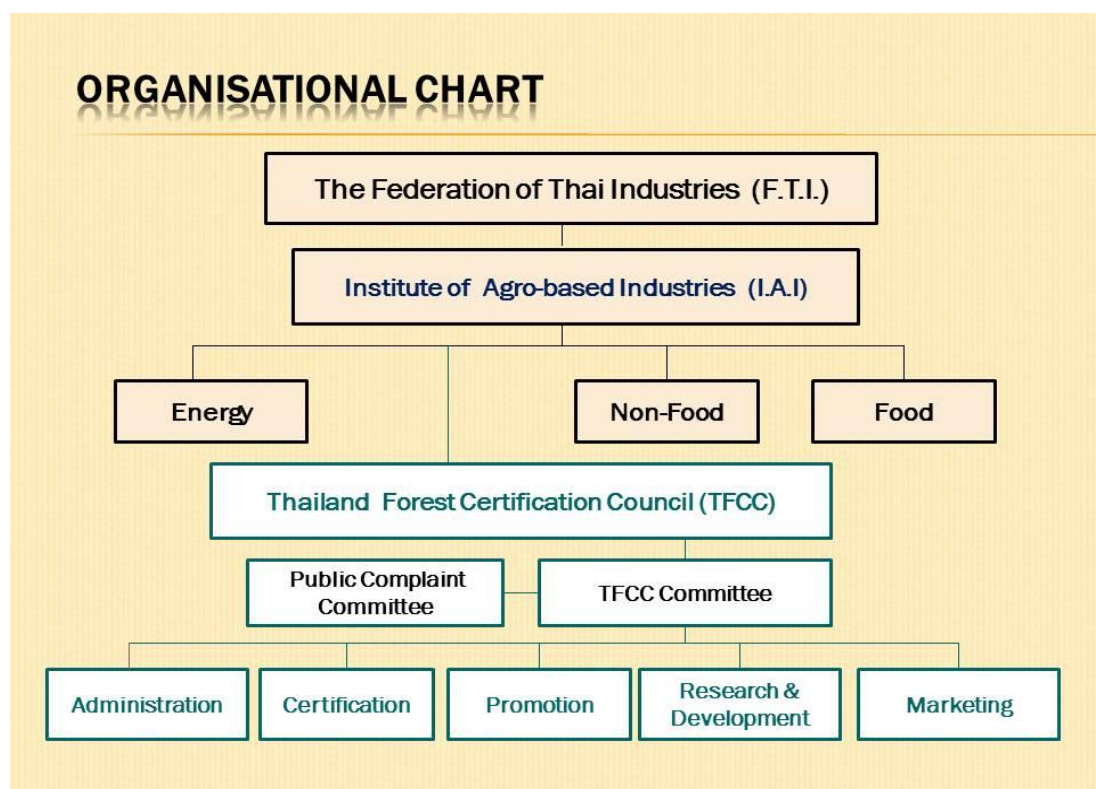 ORGANISATIONAL CHART
The Federation of Thai Industries (F.T.I.)
Institute of Agro-based Industries (I.A.I)
Energy
Non-Food
Food
Thailand Forest Certification Council (TFCC)
Public Complaint
Committee
TFCC Committee
Administration
Certification
Promotion
Research &
Development
Marketing